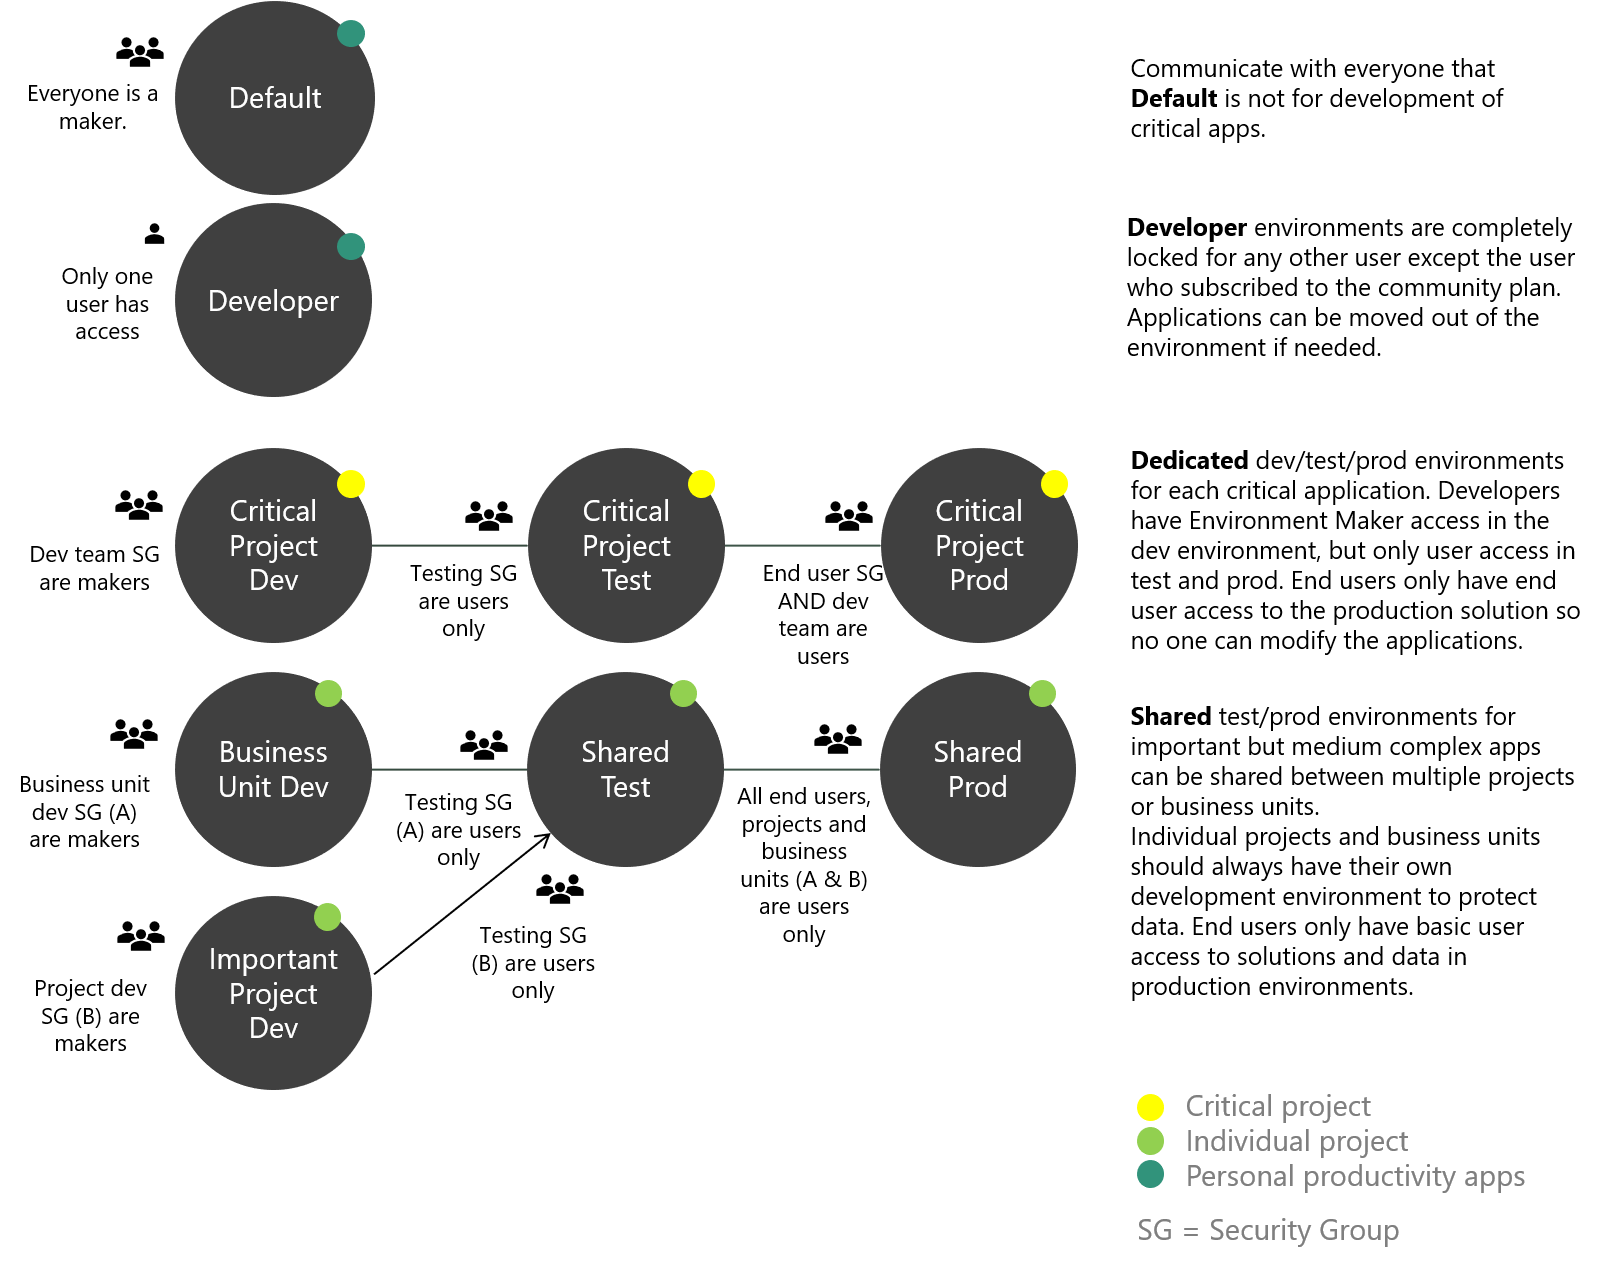 Everyone is a
maker.
Default
Communicate with everyone that
Default is not for development of
critical apps.
Only one
user has
access
Developer
Developer environments are completely
locked for any other user except the user
who subscribed to the community plan.
Applications can be moved out of the
environment if needed.
Dev team SG
are makers
Critical
Project
Dev
Testing SG
are users
only
Critical
Project
Test
End user SG
AND dev
team are
users
Critical
Project
Prod
Dedicated dev/test/prod environments
for each critical application. Developers
have Environment Maker access in the
dev environment, but only user access in
test and prod. End users only have end
user access to the production solution so
no one can modify the applications.
Business unit
dev SG (A)
are makers
Business
Unit Dev
Testing SG
(A) are users
only
Shared
Test
All end users,
projects and
business
units (A & B)
are users
only
Shared
Prod
Shared test/prod environments for
important but medium complex apps
can be shared between multiple projects
or business units.
Individual projects and business units
should always have their own
development environment to protect
data. End users only have basic user
access to solutions and data in
production environments.
Project dev
SG (B) are
makers
Important
Project
Dev
Testing SG
(B) are users
only
Critical project
Individual project
Personal productivity apps
SG = Security Group